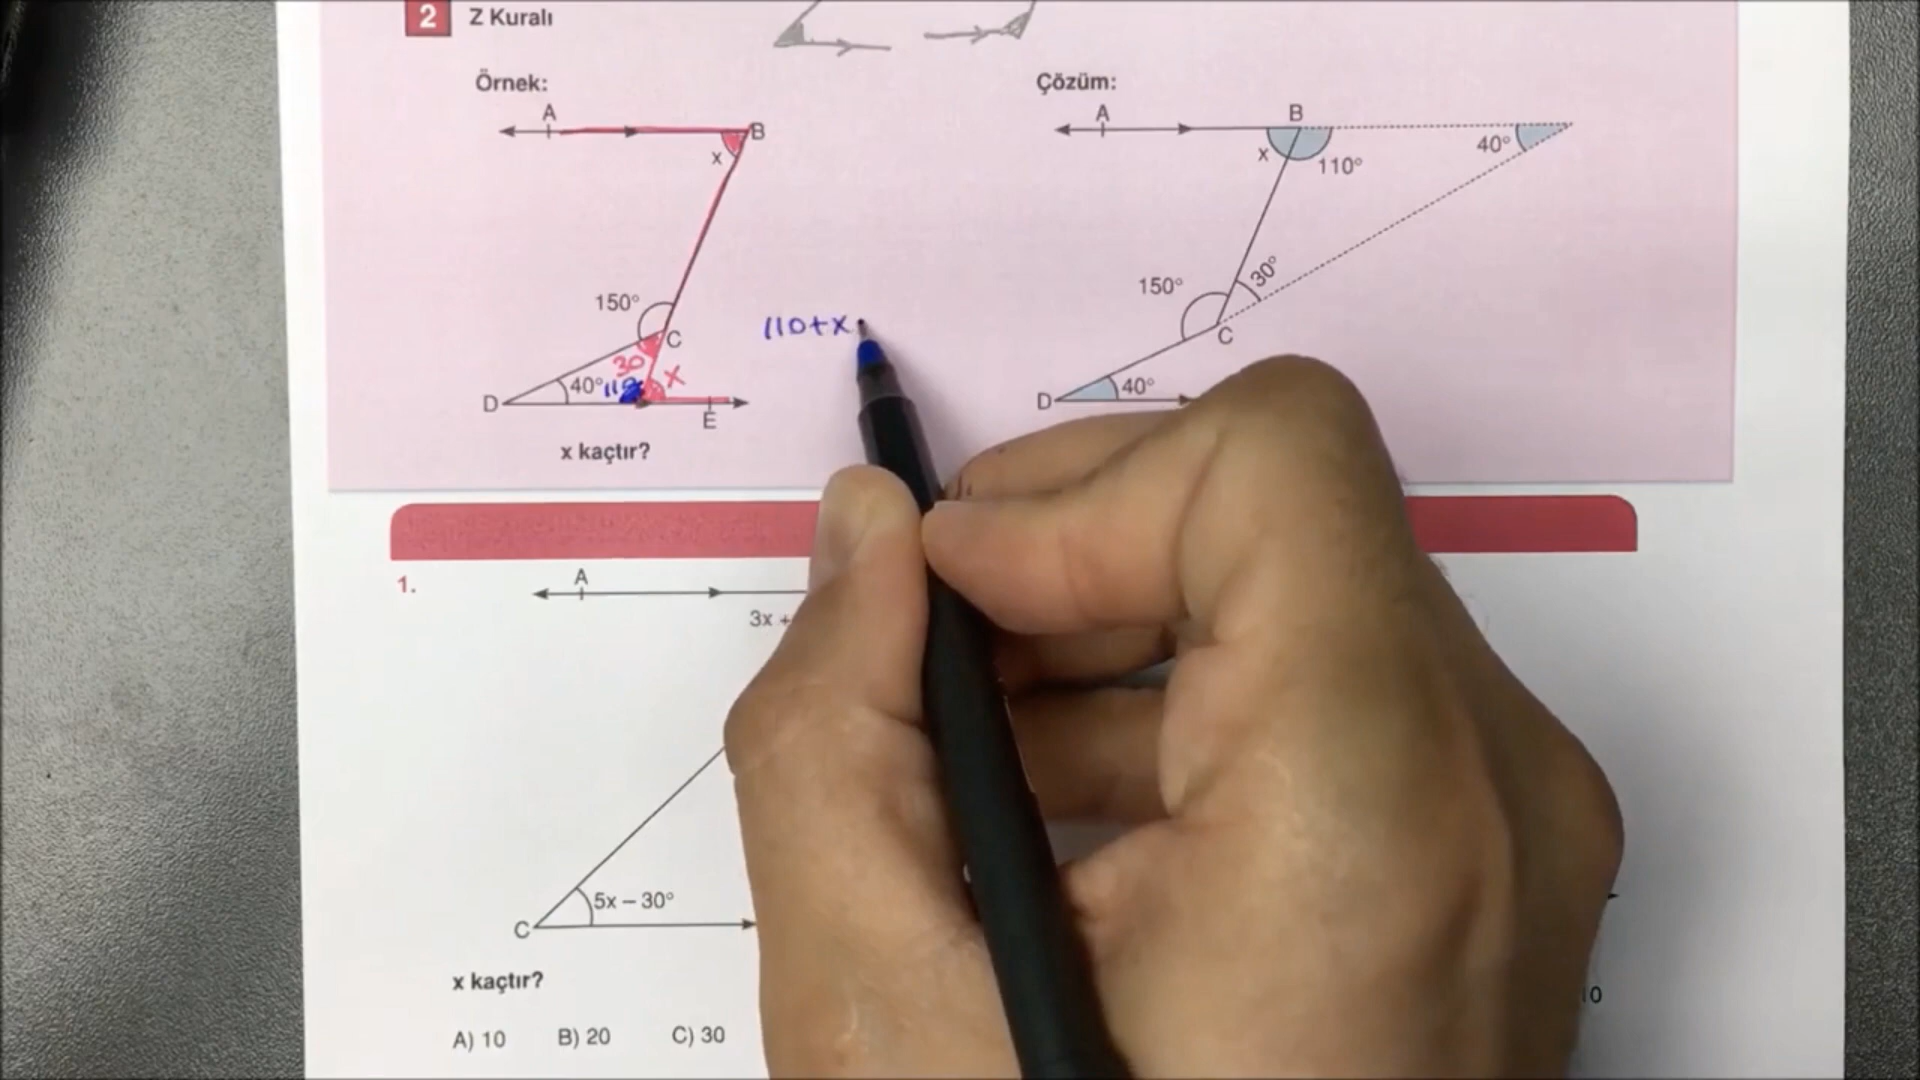 2 Z Kuralı
Örnek:
A
B
x
150°
C
30
x
40°
110
D
E
x kaçtır?
110+x
Çözüm:
A
B
x
110°
40°
150°
30°
C
D
40°
1.
A
3x +
5x – 30°
C
x kaçtır?
A) 10 B) 20 C) 30